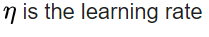 η is the learning rate